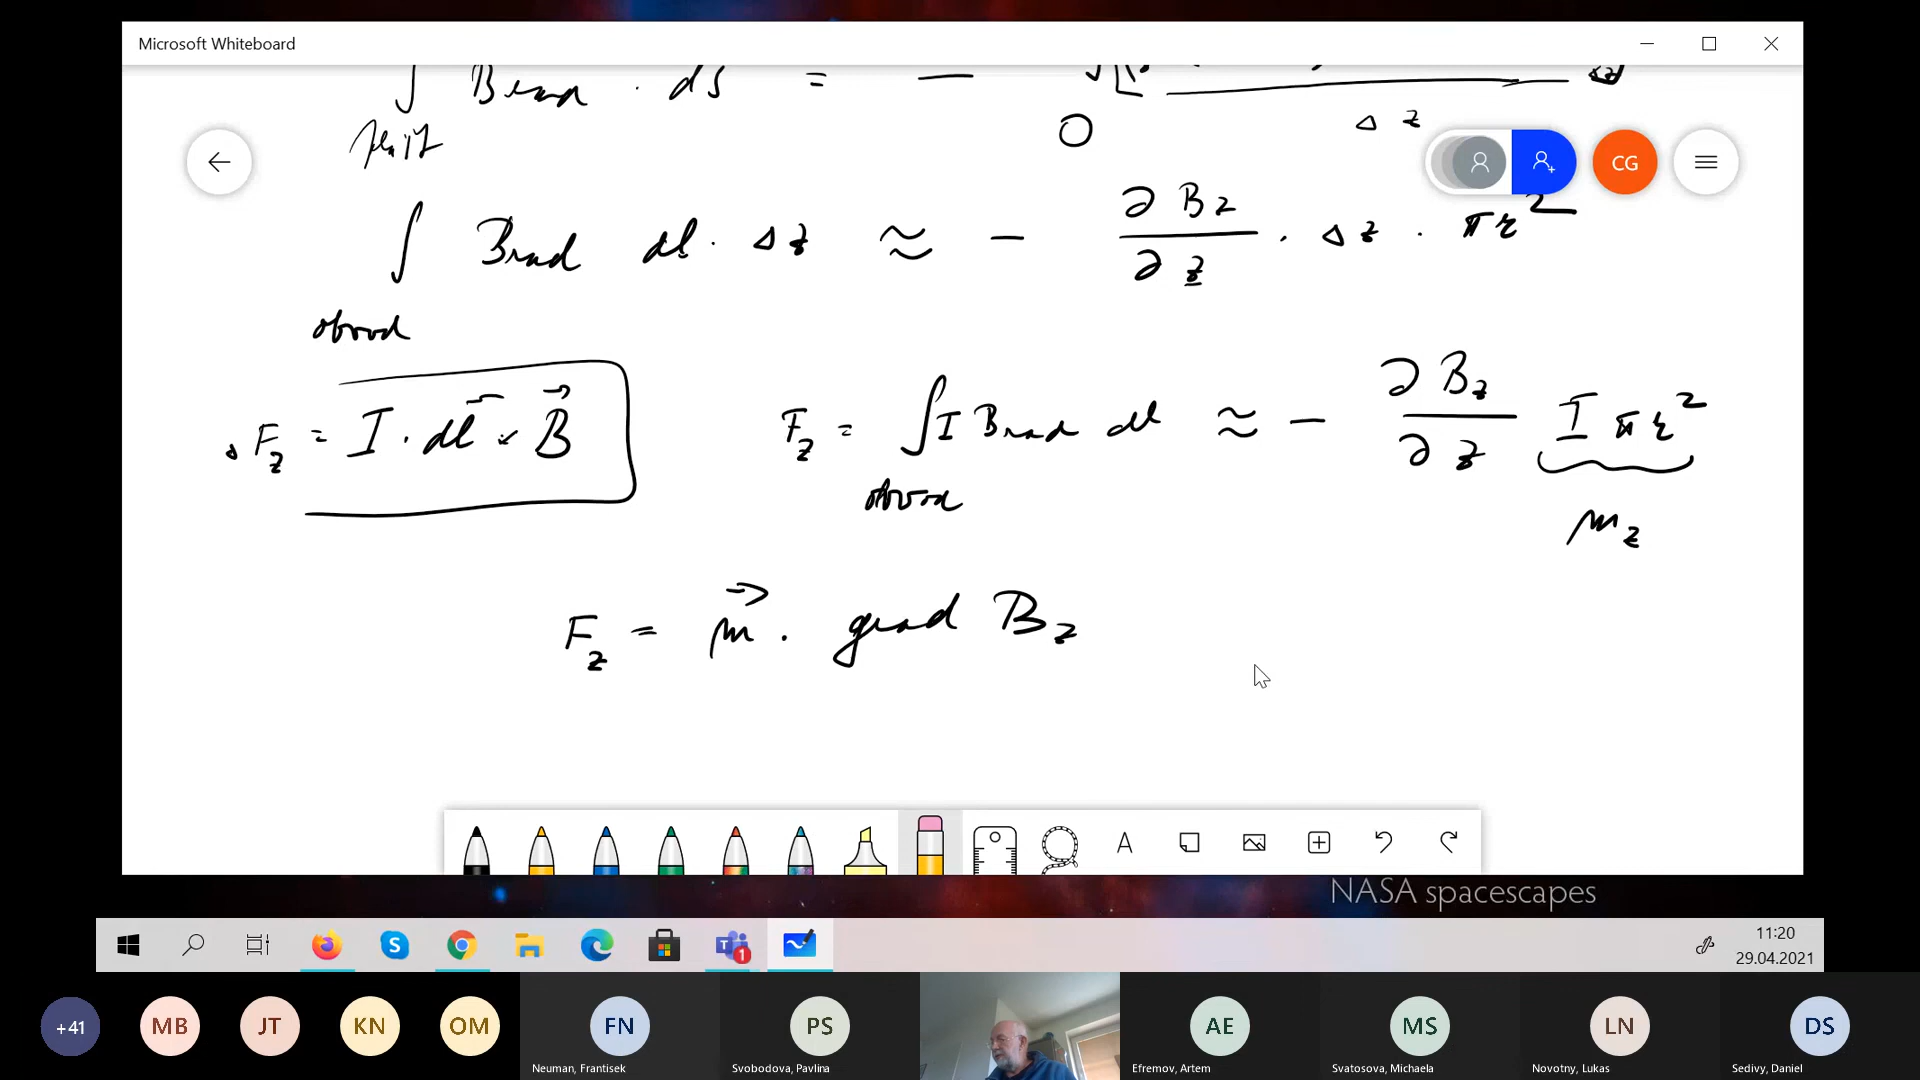 Microsoft Whiteboard
∫ Brad · dS = −
plášť
0
Δ z
CG
∫ Brad dl · Δz ≈ − ∂Bz/∂z · Δz · πr²
obvod
ΔFz = I · dl × B
Fz = ∫ I Brad dl ≈ − ∂Bz/∂z I πr²
obvod
mz
Fz = m · grad Bz
A
NASA spacescapes
11:20
29.04.2021
+41
MB
JT
KN
OM
FN
PS
AE
MS
LN
DS
Neuman, Frantisek
Svobodova, Pavlina
Efremov, Artem
Svatosova, Michaela
Novotny, Lukas
Sedivy, Daniel